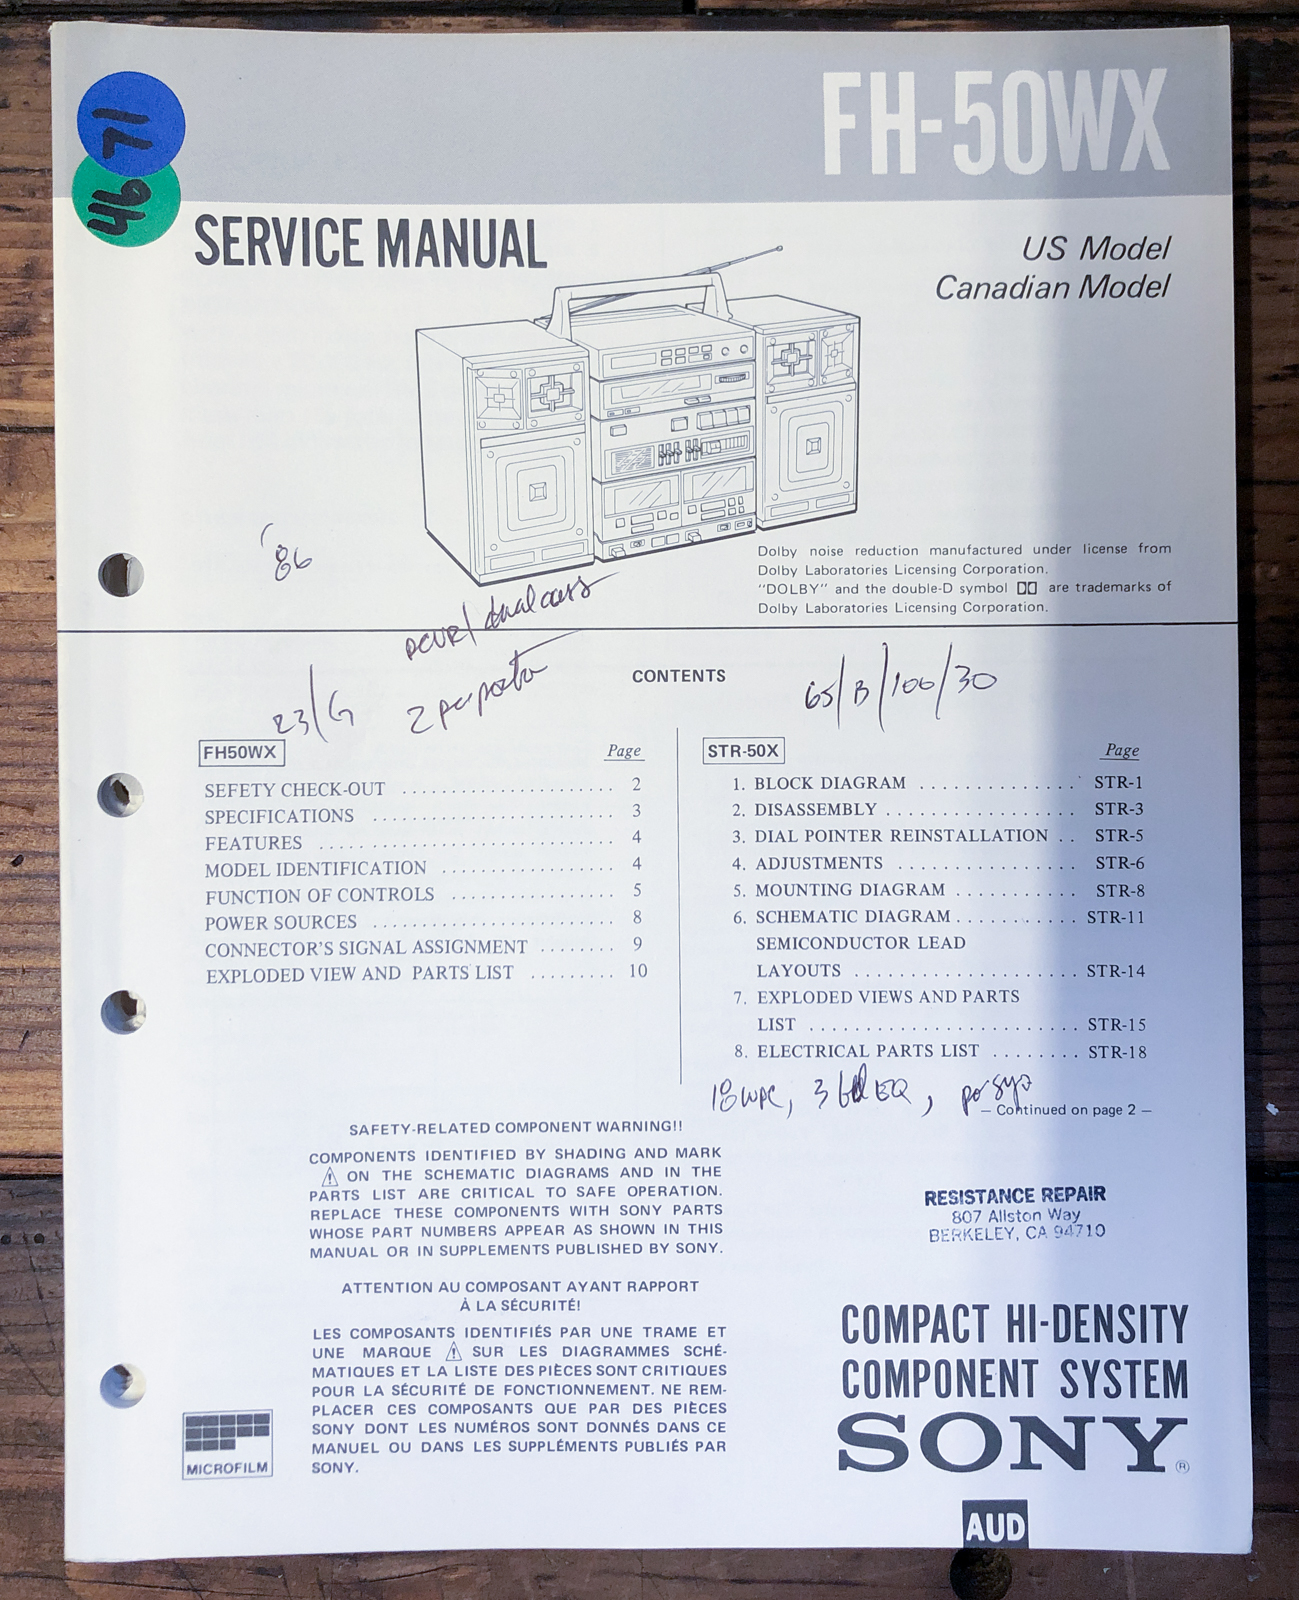 71
46
FH-50WX
SERVICE MANUAL
US Model
Canadian Model
'86
Dolby noise reduction manufactured under license from
Dolby Laboratories Licensing Corporation.
"DOLBY" and the double-D symbol are trademarks of
Dolby Laboratories Licensing Corporation.
CONTENTS
23/G
65/B/100/30
FH50WX Page
SEFETY CHECK-OUT ..................... 2
SPECIFICATIONS ........................ 3
FEATURES ............................. 4
MODEL IDENTIFICATION ................. 4
FUNCTION OF CONTROLS ................ 5
POWER SOURCES ........................ 8
CONNECTOR'S SIGNAL ASSIGNMENT ........ 9
EXPLODED VIEW AND PARTS LIST ......... 10
STR-50X Page
1. BLOCK DIAGRAM .............. STR-1
2. DISASSEMBLY ................. STR-3
3. DIAL POINTER REINSTALLATION .. STR-5
4. ADJUSTMENTS ................ STR-6
5. MOUNTING DIAGRAM ........... STR-8
6. SCHEMATIC DIAGRAM ........... STR-11
SEMICONDUCTOR LEAD
LAYOUTS .................... STR-14
7. EXPLODED VIEWS AND PARTS
LIST ........................ STR-15
8. ELECTRICAL PARTS LIST ........ STR-18
18wpc, 3 EQ,
— Continued on page 2 —
SAFETY-RELATED COMPONENT WARNING!!
COMPONENTS IDENTIFIED BY SHADING AND MARK
⚠ ON THE SCHEMATIC DIAGRAMS AND IN THE
PARTS LIST ARE CRITICAL TO SAFE OPERATION.
REPLACE THESE COMPONENTS WITH SONY PARTS
WHOSE PART NUMBERS APPEAR AS SHOWN IN THIS
MANUAL OR IN SUPPLEMENTS PUBLISHED BY SONY.
ATTENTION AU COMPOSANT AYANT RAPPORT
À LA SÉCURITÉ!
LES COMPOSANTS IDENTIFIÉS PAR UNE TRAME ET
UNE MARQUE ⚠ SUR LES DIAGRAMMES SCHÉ-
MATIQUES ET LA LISTE DES PIÈCES SONT CRITIQUES
POUR LA SÉCURITÉ DE FONCTIONNEMENT. NE REM-
PLACER CES COMPOSANTS QUE PAR DES PIÈCES
SONY DONT LES NUMÉROS SONT DONNÉS DANS CE
MANUEL OU DANS LES SUPPLÉMENTS PUBLIÉS PAR
SONY.
RESISTANCE REPAIR
807 Allston Way
BERKELEY, CA 94710
COMPACT HI-DENSITY
COMPONENT SYSTEM
SONY®
MICROFILM
AUD